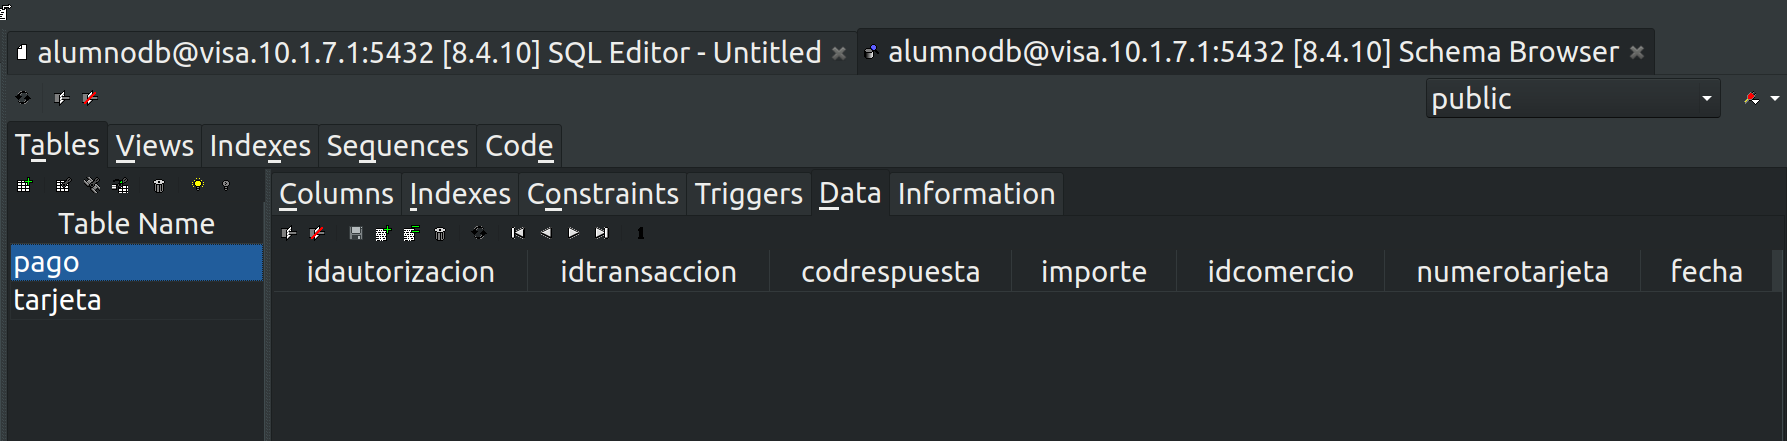 alumnodb@visa.10.1.7.1:5432 [8.4.10] SQL Editor - Untitled alumnodb@visa.10.1.7.1:5432 [8.4.10] Schema Browser
public
Tables Views Indexes Sequences Code
Columns Indexes Constraints Triggers Data Information
Table Name
pago
tarjeta
1
idautorizacion idtransaccion codrespuesta importe idcomercio numerotarjeta fecha